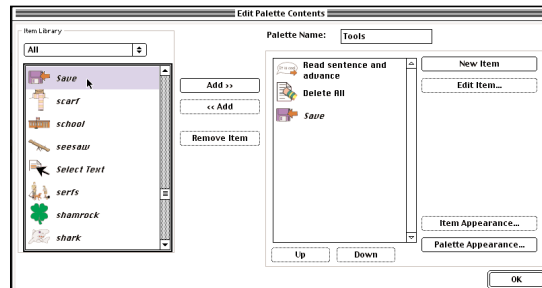 Edit Palette Contents
Item Library
All
Save
scarf
school
seesaw
Select Text
serfs
shamrock
shark
Add >>
<< Add
Remove Item
Palette Name: Tools
Read sentence and
advance
Delete All
Save
Up Down
New Item
Edit Item...
Item Appearance...
Palette Appearance...
OK